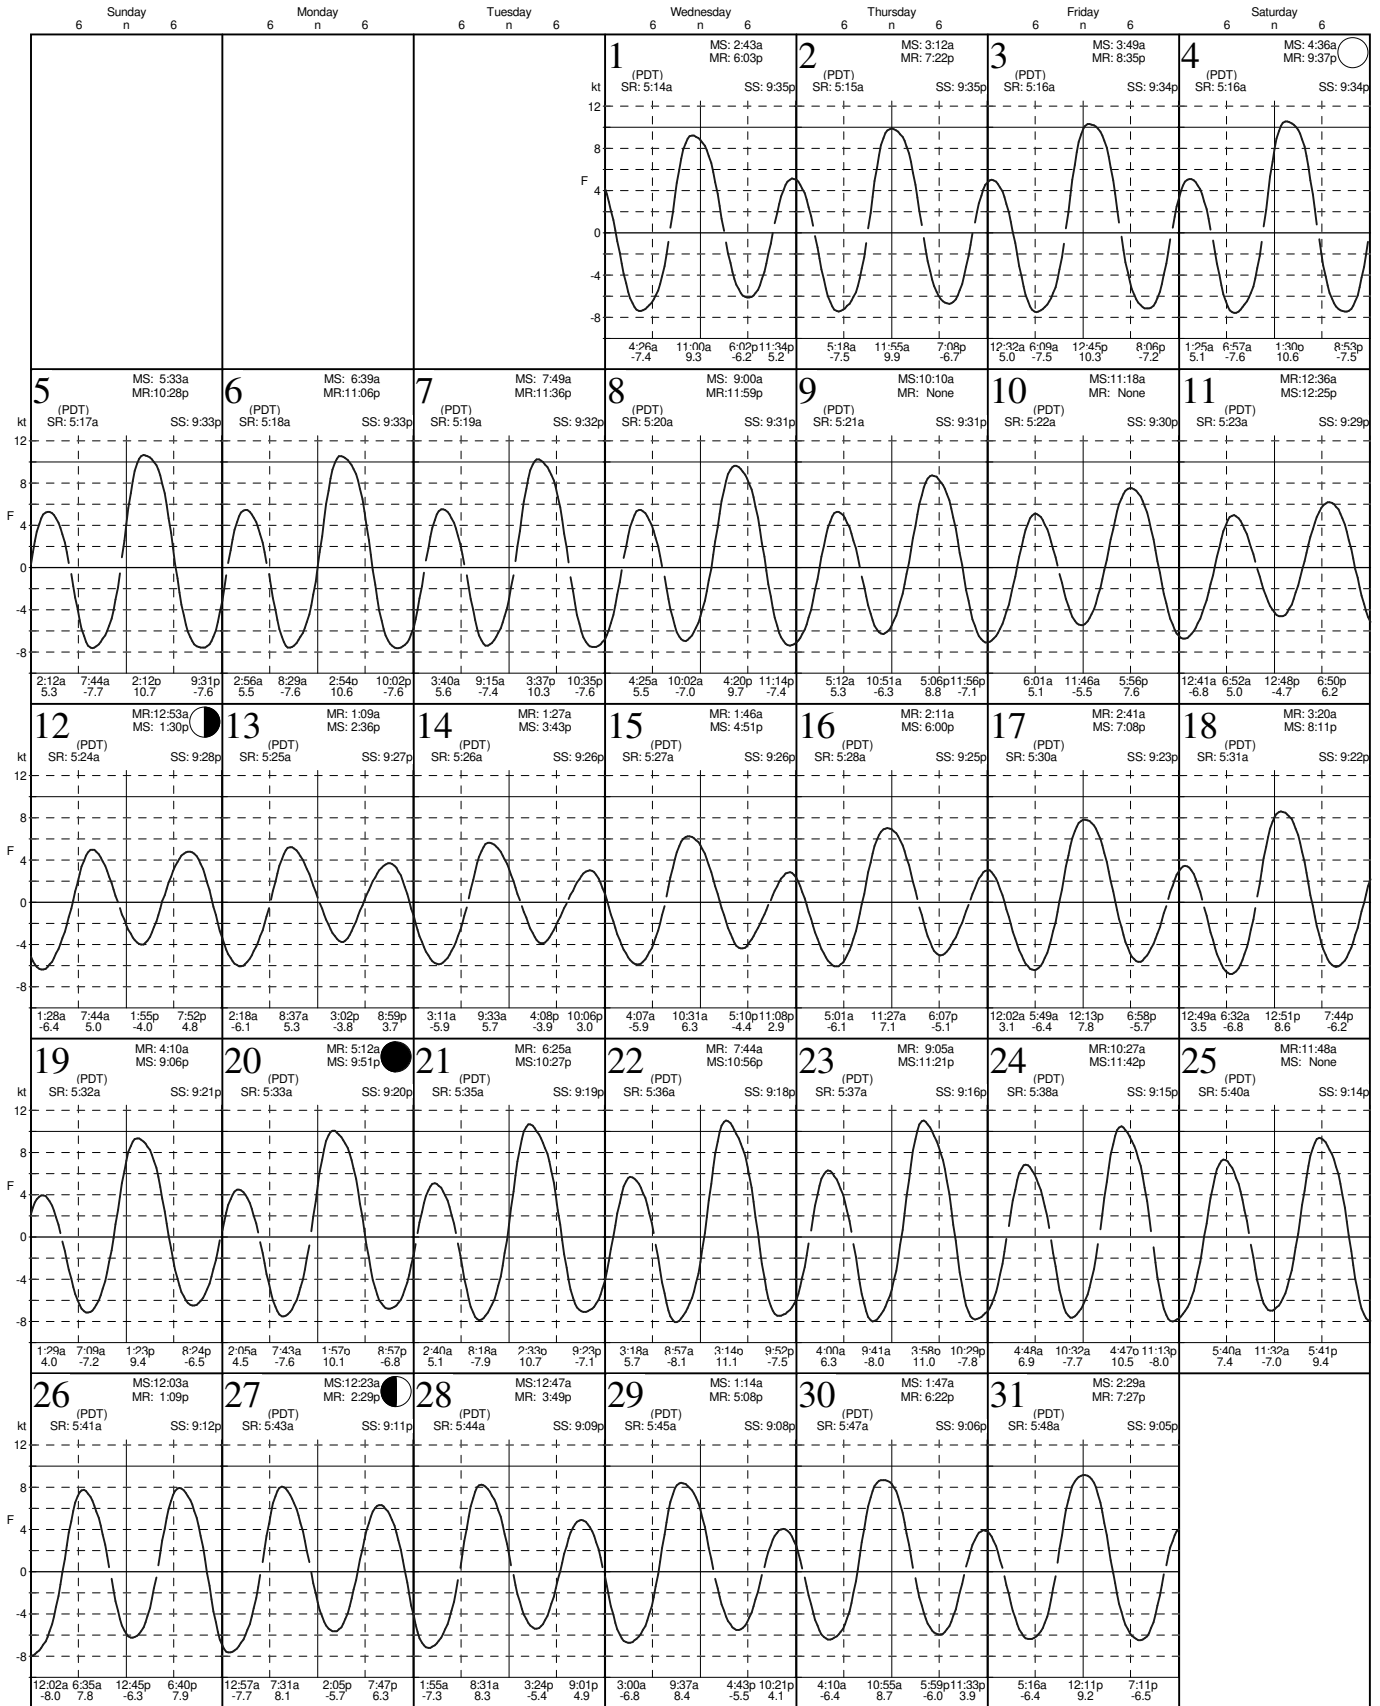 Sunday Monday Tuesday Wednesday Thursday Friday Saturday
6 n 6 6 n 6 6 n 6 6 n 6 6 n 6 6 n 6 6 n 6
1 MS: 2:43a 2 MS: 3:12a 3 MS: 3:49a 4 MS: 4:36a
MR: 6:03p MR: 7:22p MR: 8:35p MR: 9:37p
(PDT) (PDT) (PDT) (PDT)
kt SR: 5:14a SS: 9:35p SR: 5:15a SS: 9:35p SR: 5:16a SS: 9:34p SR: 5:16a SS: 9:34p
12
8
F
4
0
-4
-8
4:26a 11:00a 6:02p 11:34p 5:18a 11:55a 7:08p 12:32a 6:09a 12:45p 8:06p 1:25a 6:57a 1:30p 8:53p
-7.4 9.3 -6.2 5.2 -7.5 9.9 -6.7 5.0 -7.5 10.3 -7.2 5.1 -7.6 10.6 -7.5
5 MS: 5:33a 6 MS: 6:39a 7 MS: 7:49a 8 MS: 9:00a 9 MS:10:10a 10 MS:11:18a 11 MR:12:36a
MR:10:28p MR:11:06p MR:11:36p MR:11:59p MR: None MR: None MS:12:25p
(PDT) (PDT) (PDT) (PDT) (PDT) (PDT) (PDT)
kt SR: 5:17a SS: 9:33p SR: 5:18a SS: 9:33p SR: 5:19a SS: 9:32p SR: 5:20a SS: 9:31p SR: 5:21a SS: 9:31p SR: 5:22a SS: 9:30p SR: 5:23a SS: 9:29p
12
8
F
4
0
-4
-8
2:12a 7:44a 2:12p 9:31p 2:56a 8:29a 2:54p 10:02p 3:40a 9:15a 3:37p 10:35p 4:25a 10:02a 4:20p 11:14p 5:12a 10:51a 5:06p 11:56p 6:01a 11:46a 5:56p 12:41a 6:52a 12:48p 6:50p
5.3 -7.7 10.7 -7.6 5.5 -7.6 10.6 -7.6 5.6 -7.4 10.3 -7.6 5.5 -7.0 9.7 -7.4 5.3 -6.3 8.8 -7.1 5.1 -5.5 7.6 -6.8 5.0 -4.7 6.2
12 MR:12:53a 13 MR: 1:09a 14 MR: 1:27a 15 MR: 1:46a 16 MR: 2:11a 17 MR: 2:41a 18 MR: 3:20a
MS: 1:30p MS: 2:36p MS: 3:43p MS: 4:51p MS: 6:00p MS: 7:08p MS: 8:11p
(PDT) (PDT) (PDT) (PDT) (PDT) (PDT) (PDT)
kt SR: 5:24a SS: 9:28p SR: 5:25a SS: 9:27p SR: 5:26a SS: 9:26p SR: 5:27a SS: 9:26p SR: 5:28a SS: 9:25p SR: 5:30a SS: 9:23p SR: 5:31a SS: 9:22p
12
8
F
4
0
-4
-8
1:28a 7:44a 1:55p 7:52p 2:18a 8:37a 3:02p 8:59p 3:11a 9:33a 4:08p 10:06p 4:07a 10:31a 5:10p 11:08p 5:01a 11:27a 6:07p 12:02a 5:49a 12:13p 6:58p 12:49a 6:32a 12:51p 7:44p
-6.4 5.0 -4.0 4.8 -6.1 5.3 -3.8 3.7 -5.9 5.7 -3.9 3.0 -5.9 6.3 -4.4 2.9 -6.1 7.1 -5.1 3.1 -6.4 7.8 -5.7 3.5 -6.8 8.6 -6.2
19 MR: 4:10a 20 MR: 5:12a 21 MR: 6:25a 22 MR: 7:44a 23 MR: 9:05a 24 MR:10:27a 25 MR:11:48a
MS: 9:06p MS: 9:51p MS:10:27p MS:10:56p MS:11:21p MS:11:42p MS: None
(PDT) (PDT) (PDT) (PDT) (PDT) (PDT) (PDT)
kt SR: 5:32a SS: 9:21p SR: 5:33a SS: 9:20p SR: 5:35a SS: 9:19p SR: 5:36a SS: 9:18p SR: 5:37a SS: 9:16p SR: 5:38a SS: 9:15p SR: 5:40a SS: 9:14p
12
8
F
4
0
-4
-8
1:29a 7:09a 1:23p 8:24p 2:05a 7:43a 1:57p 8:57p 2:40a 8:18a 2:33p 9:23p 3:18a 8:57a 3:14p 9:52p 4:00a 9:41a 3:58p 10:29p 4:48a 10:32a 4:47p 11:13p 5:40a 11:32a 5:41p
4.0 -7.2 9.4 -6.5 4.5 -7.6 10.1 -6.8 5.1 -7.9 10.7 -7.1 5.7 -8.1 11.1 -7.5 6.3 -8.0 11.0 -7.8 6.9 -7.7 10.5 -8.0 7.4 -7.0 9.4
26 MS:12:03a 27 MS:12:23a 28 MS:12:47a 29 MS: 1:14a 30 MS: 1:47a 31 MS: 2:29a
MR: 1:09p MR: 2:29p MR: 3:49p MR: 5:08p MR: 6:22p MR: 7:27p
(PDT) (PDT) (PDT) (PDT) (PDT) (PDT)
kt SR: 5:41a SS: 9:12p SR: 5:43a SS: 9:11p SR: 5:44a SS: 9:09p SR: 5:45a SS: 9:08p SR: 5:47a SS: 9:06p SR: 5:48a SS: 9:05p
12
8
F
4
0
-4
-8
12:02a 6:35a 12:45p 6:40p 12:57a 7:31a 2:05p 7:47p 1:55a 8:31a 3:24p 9:01p 3:00a 9:37a 4:43p 10:21p 4:10a 10:55a 5:59p 11:33p 5:16a 12:11p 7:11p
-8.0 7.8 -6.3 7.9 -7.7 8.1 -5.7 6.3 -7.3 8.3 -5.4 4.9 -6.8 8.4 -5.5 4.1 -6.4 8.7 -6.0 3.9 -6.4 9.2 -6.5